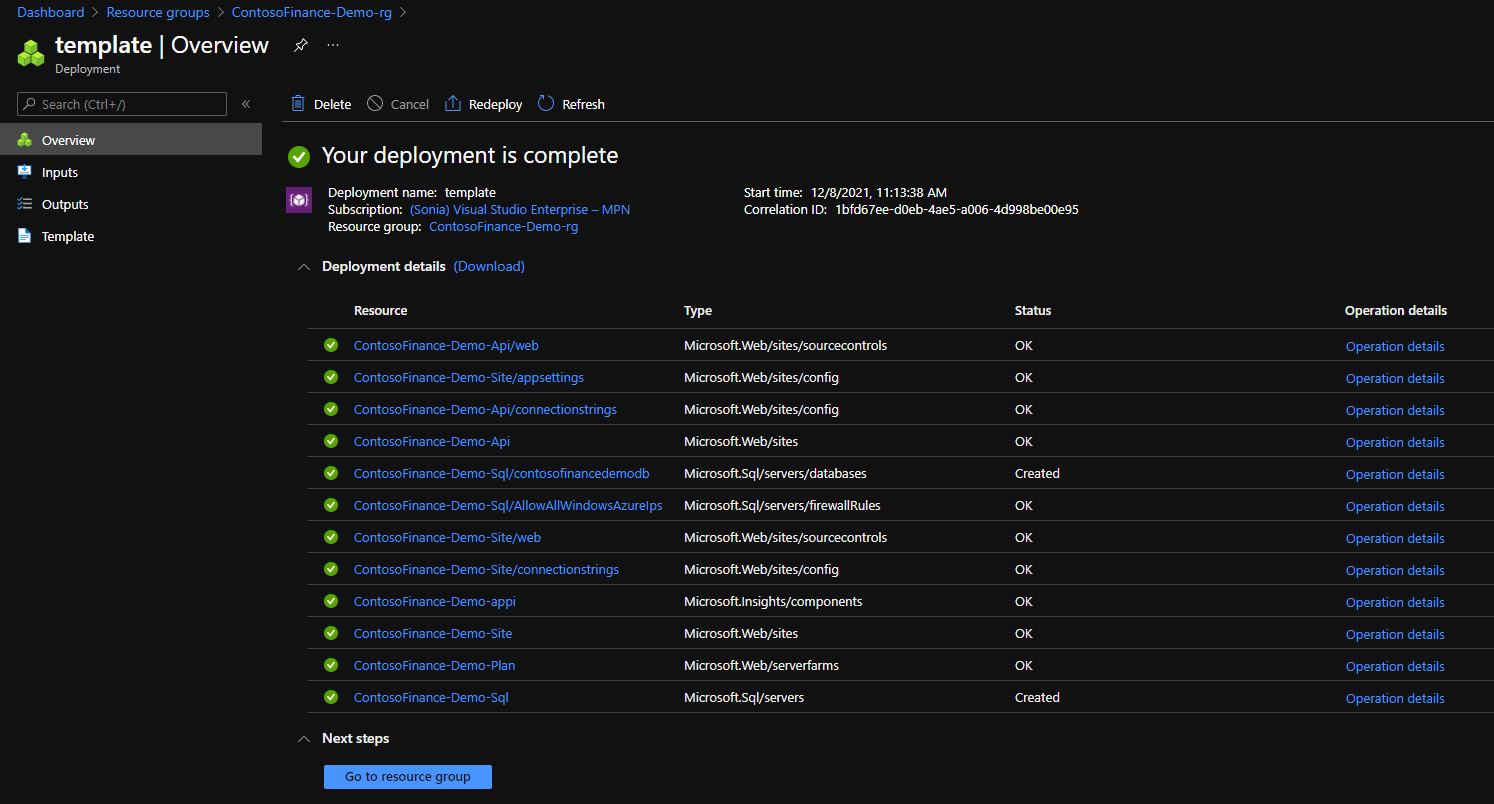 Dashboard > Resource groups > ContosoFinance-Demo-rg >
template | Overview ...
Deployment
Search (Ctrl+/) «
Overview
Inputs
Outputs
Template
Delete Cancel Redeploy Refresh
Your deployment is complete
Deployment name: template Start time: 12/8/2021, 11:13:38 AM
Subscription: (Sonia) Visual Studio Enterprise – MPN Correlation ID: 1bfd67ee-d0eb-4ae5-a006-4d998be00e95
Resource group: ContosoFinance-Demo-rg
Deployment details (Download)
Resource Type Status Operation details
ContosoFinance-Demo-Api/web Microsoft.Web/sites/sourcecontrols OK Operation details
ContosoFinance-Demo-Site/appsettings Microsoft.Web/sites/config OK Operation details
ContosoFinance-Demo-Api/connectionstrings Microsoft.Web/sites/config OK Operation details
ContosoFinance-Demo-Api Microsoft.Web/sites OK Operation details
ContosoFinance-Demo-Sql/contosofinancedemodb Microsoft.Sql/servers/databases Created Operation details
ContosoFinance-Demo-Sql/AllowAllWindowsAzureIps Microsoft.Sql/servers/firewallRules OK Operation details
ContosoFinance-Demo-Site/web Microsoft.Web/sites/sourcecontrols OK Operation details
ContosoFinance-Demo-Site/connectionstrings Microsoft.Web/sites/config OK Operation details
ContosoFinance-Demo-appi Microsoft.Insights/components OK Operation details
ContosoFinance-Demo-Site Microsoft.Web/sites OK Operation details
ContosoFinance-Demo-Plan Microsoft.Web/serverfarms OK Operation details
ContosoFinance-Demo-Sql Microsoft.Sql/servers Created Operation details
Next steps
Go to resource group